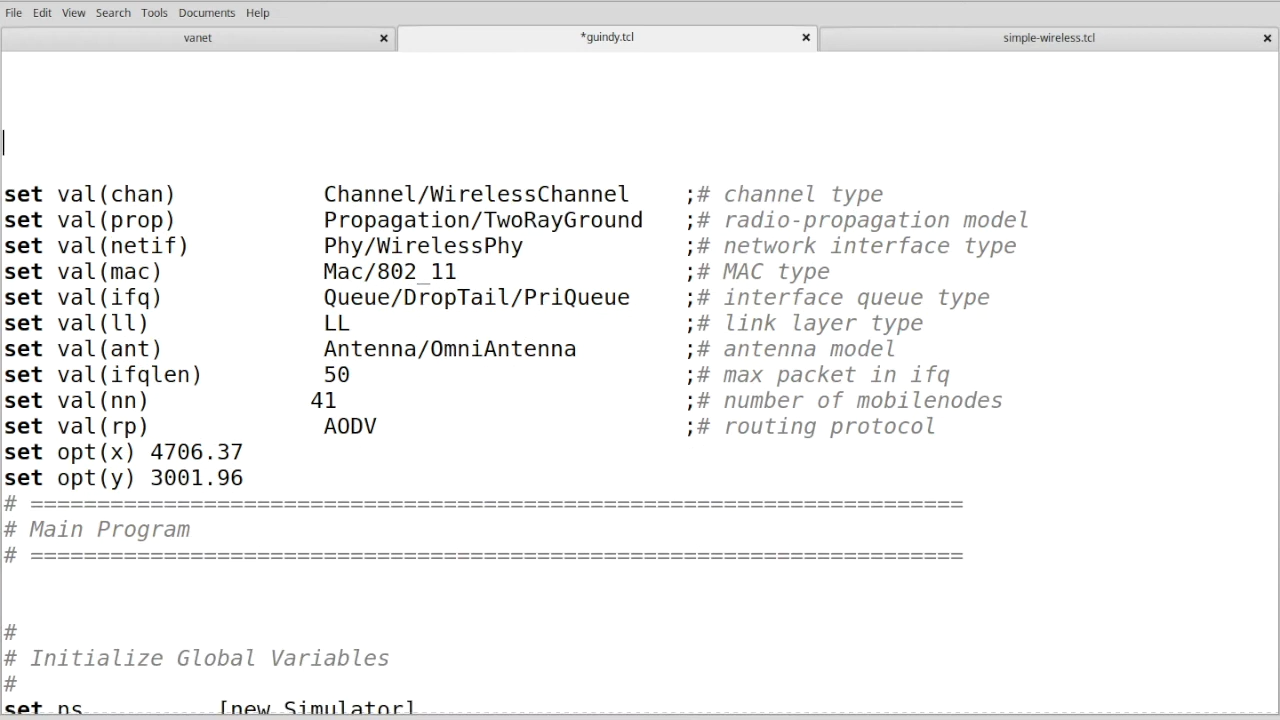 File Edit View Search Tools Documents Help
vanet × *guindy.tcl × simple-wireless.tcl ×
set val(chan) Channel/WirelessChannel ;# channel type
set val(prop) Propagation/TwoRayGround ;# radio-propagation model
set val(netif) Phy/WirelessPhy ;# network interface type
set val(mac) Mac/802_11 ;# MAC type
set val(ifq) Queue/DropTail/PriQueue ;# interface queue type
set val(ll) LL ;# link layer type
set val(ant) Antenna/OmniAntenna ;# antenna model
set val(ifqlen) 50 ;# max packet in ifq
set val(nn) 41 ;# number of mobilenodes
set val(rp) AODV ;# routing protocol
set opt(x) 4706.37
set opt(y) 3001.96
# ======================================================================
# Main Program
# ======================================================================
#
# Initialize Global Variables
#
set ns [new Simulator]